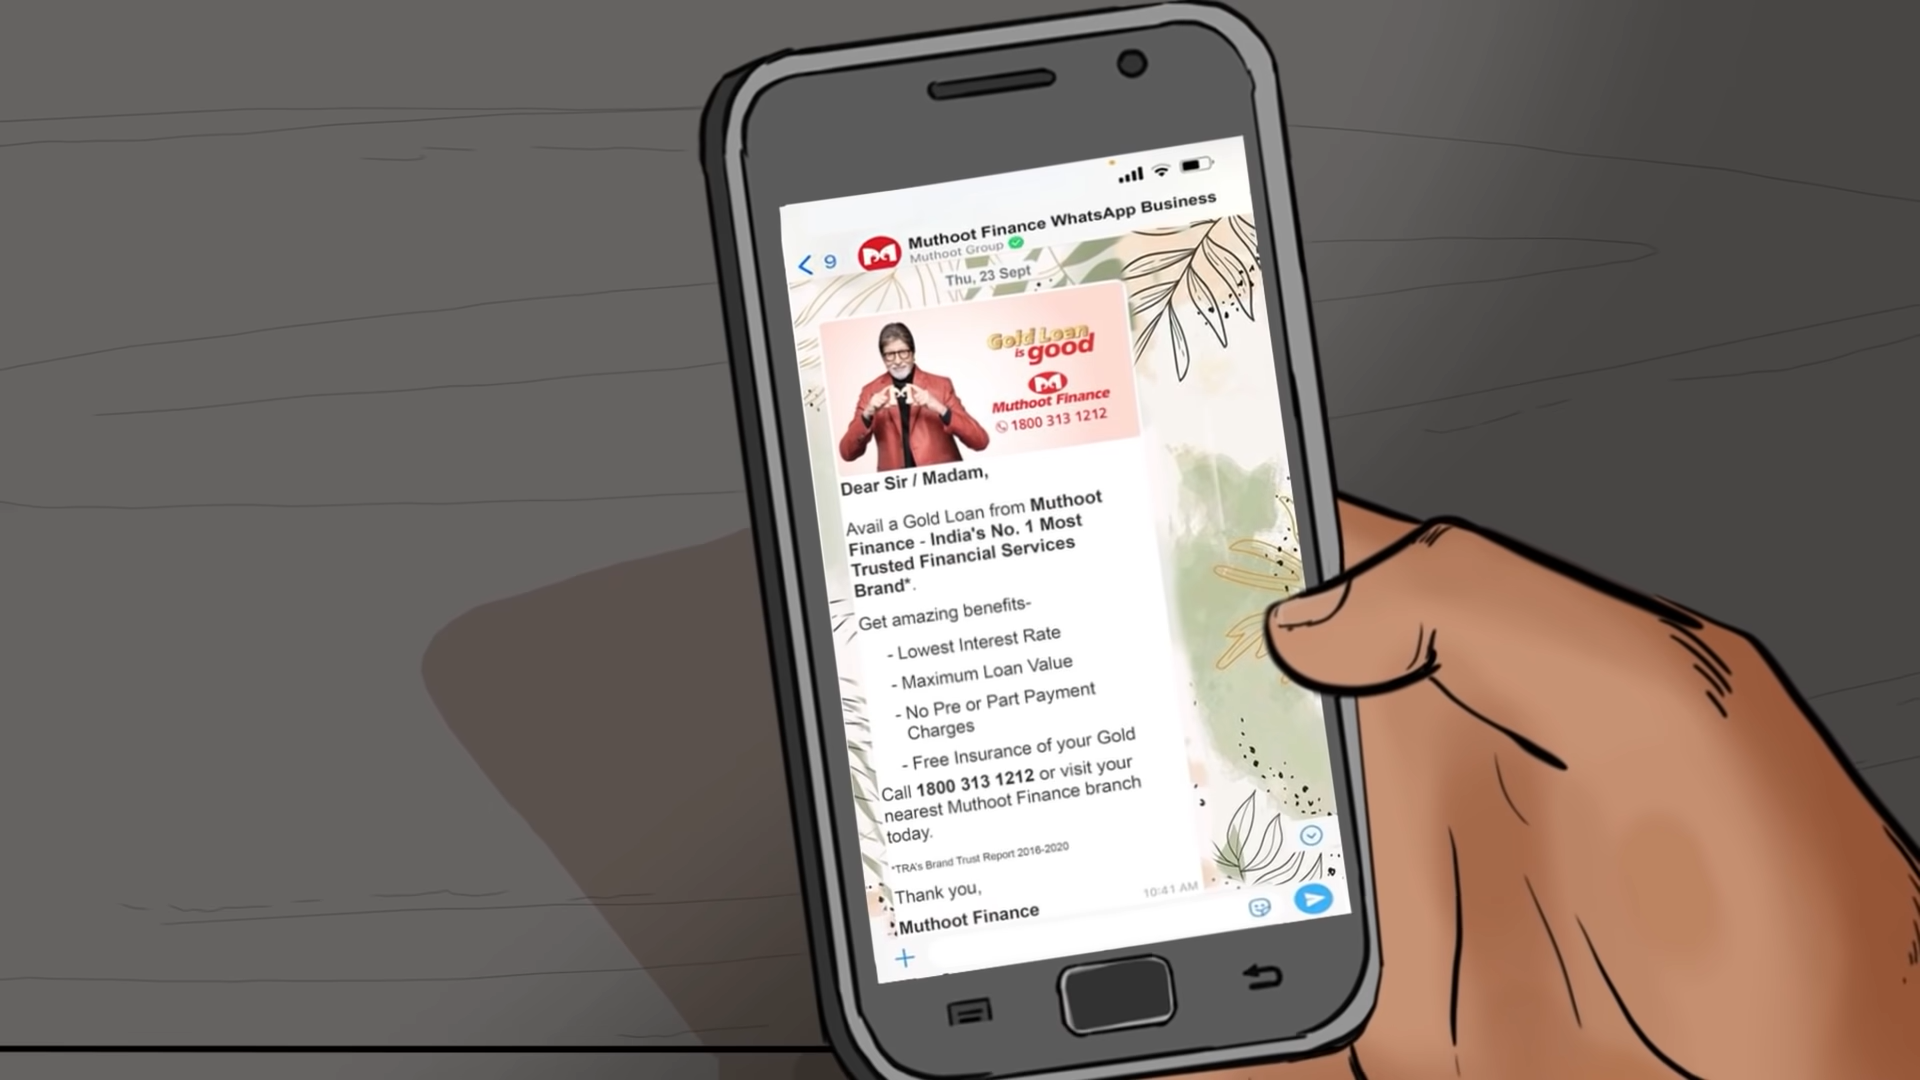 9
Muthoot Finance WhatsApp Business
Muthoot Group
Thu, 23 Sept
Gold Loan
is good
Muthoot Finance
1800 313 1212
Dear Sir / Madam,
Avail a Gold Loan from Muthoot
Finance - India's No. 1 Most
Trusted Financial Services
Brand*.
Get amazing benefits-
- Lowest Interest Rate
- Maximum Loan Value
- No Pre or Part Payment
Charges
- Free Insurance of your Gold
Call 1800 313 1212 or visit your
nearest Muthoot Finance branch
today.
*TRA's Brand Trust Report 2016-2020
Thank you,
10:41 AM
Muthoot Finance